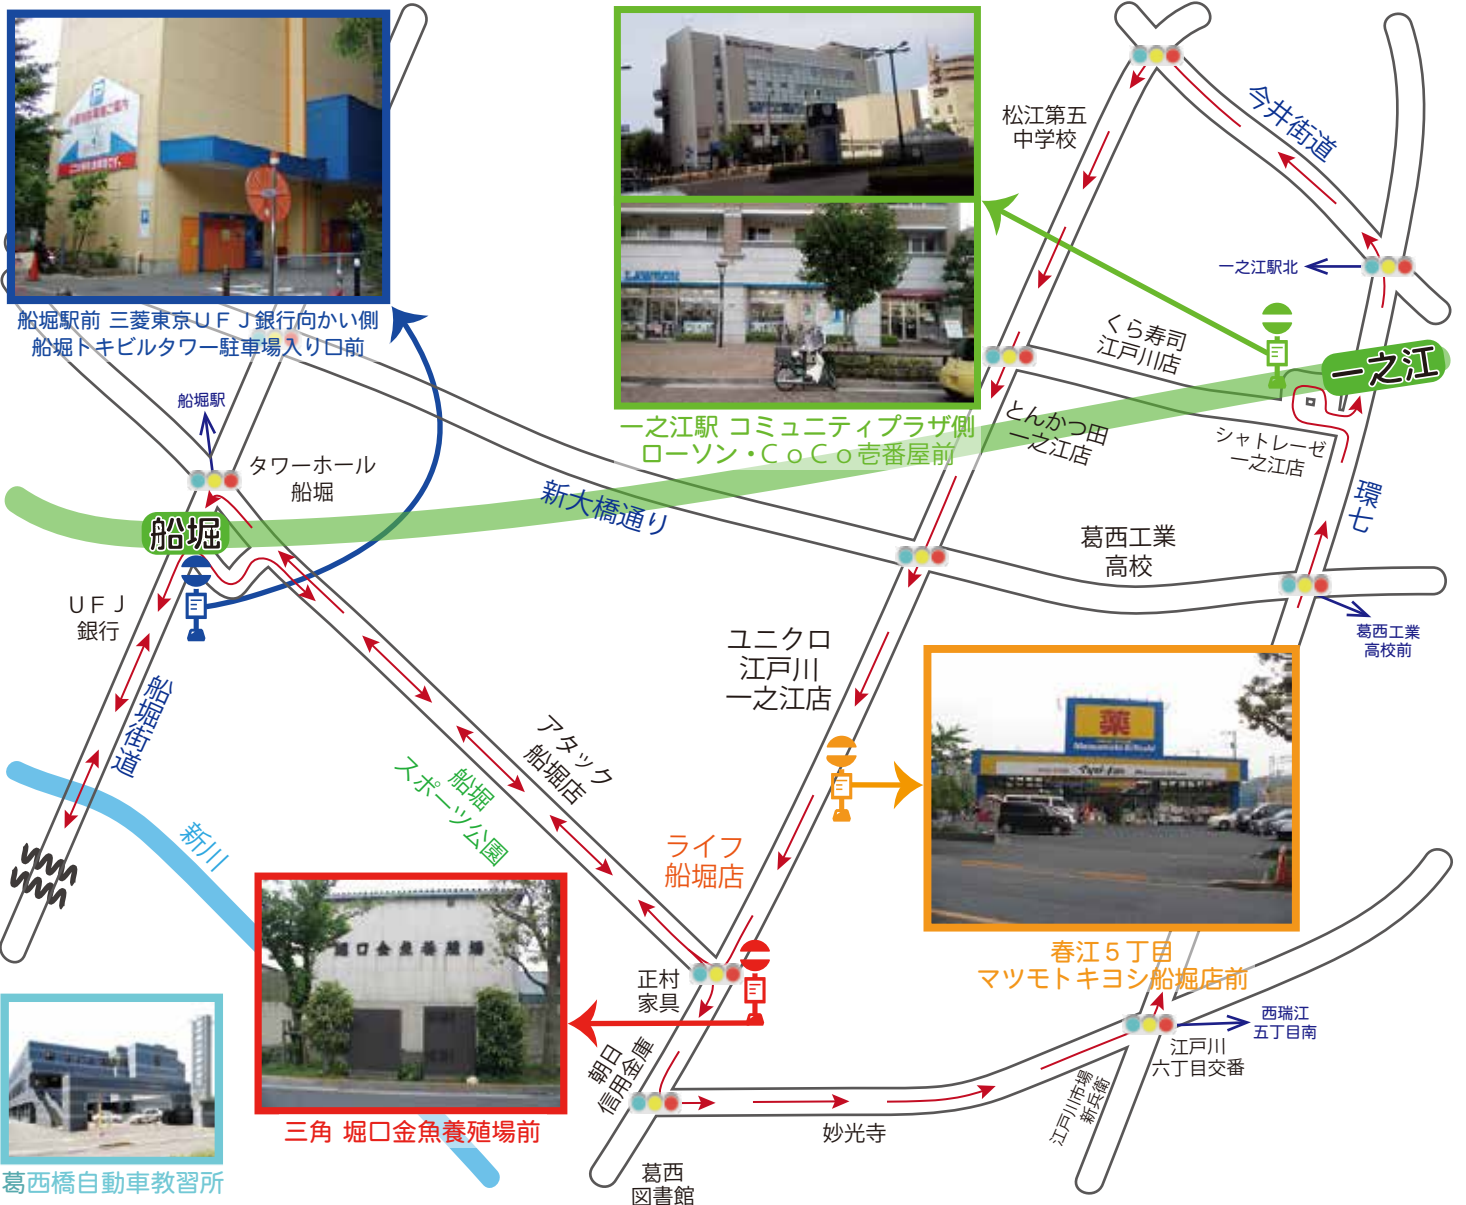 船堀駅前 三菱東京UFJ銀行向かい側
船堀トキビルタワー駐車場入り口前
船堀駅
タワーホール
船堀
船堀
UFJ
銀行
船堀街道
新川
葛西橋自動車教習所
LAWSON
一之江駅 コミュニティプラザ側
ローソン・CoCo壱番屋前
新大橋通り
松江第五
中学校
今井街道
一之江駅北
くら寿司
江戸川店
一之江
とんかつ田
一之江店
シャトレーゼ
一之江店
環七
葛西工業
高校
葛西工業
高校前
ユニクロ
江戸川
一之江店
アタック
船堀店
船堀
スポーツ公園
ライフ
船堀店
薬
春江5丁目
マツモトキヨシ船堀店前
堀口金魚養殖場
三角 堀口金魚養殖場前
正村
家具
朝日
信用金庫
西瑞江
五丁目南
江戸川
六丁目交番
江戸川市場
新兵衛
妙光寺
葛西
図書館